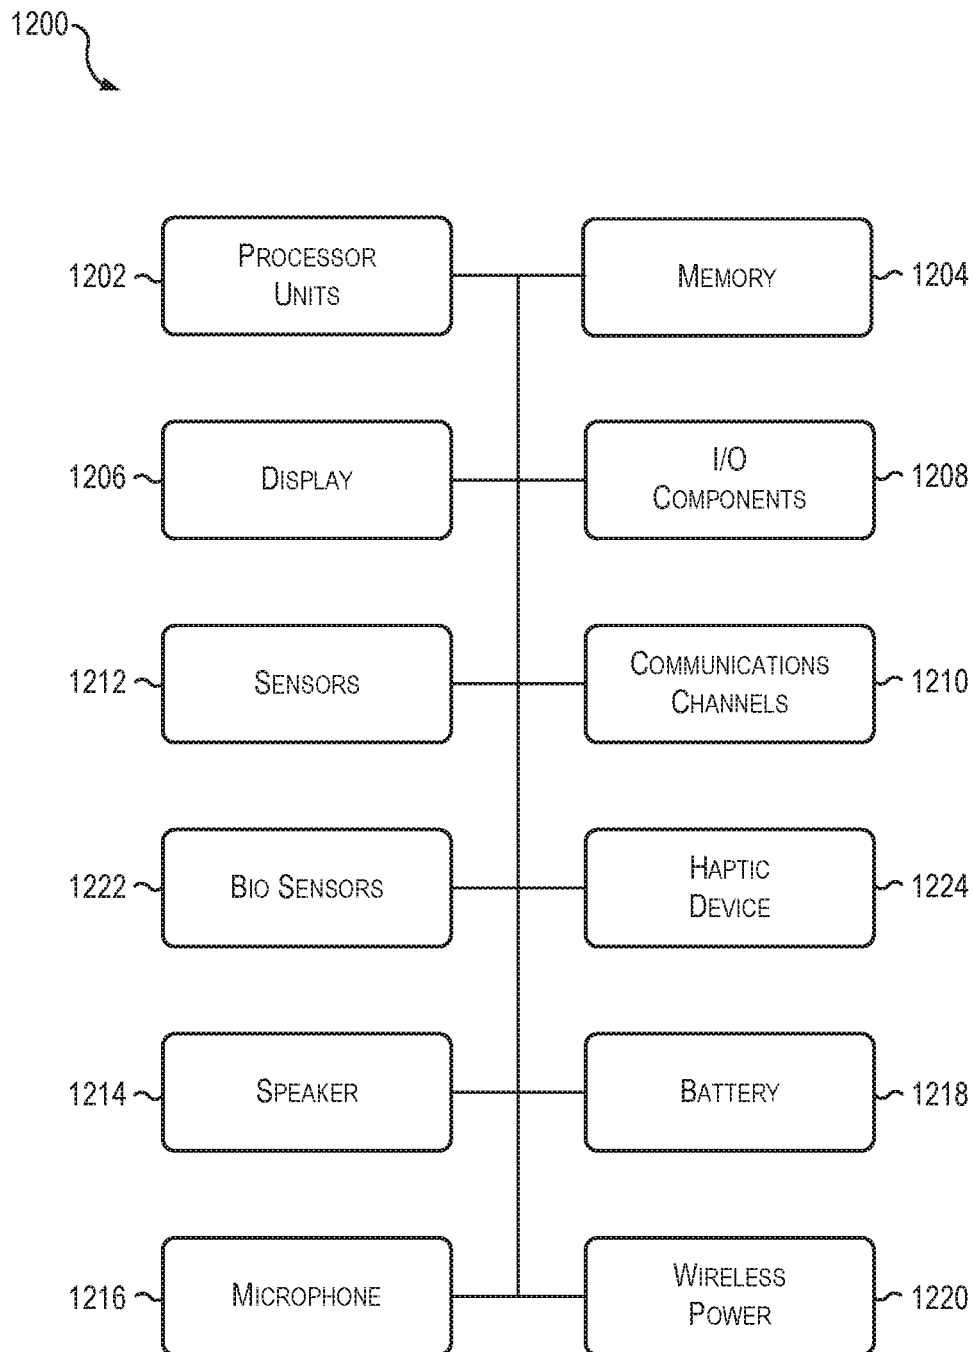 1200
1202
PROCESSOR
UNITS
MEMORY
1204
1206
DISPLAY
I/O
COMPONENTS
1208
1212
SENSORS
COMMUNICATIONS
CHANNELS
1210
1222
BIO SENSORS
HAPTIC
DEVICE
1224
1214
SPEAKER
BATTERY
1218
1216
MICROPHONE
WIRELESS
POWER
1220